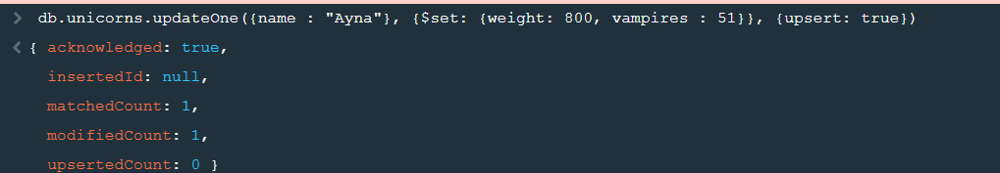 > db.unicorns.updateOne({name : "Ayna"}, {$set: {weight: 800, vampires : 51}}, {upsert: true})
< { acknowledged: true,
insertedId: null,
matchedCount: 1,
modifiedCount: 1,
upsertedCount: 0 }